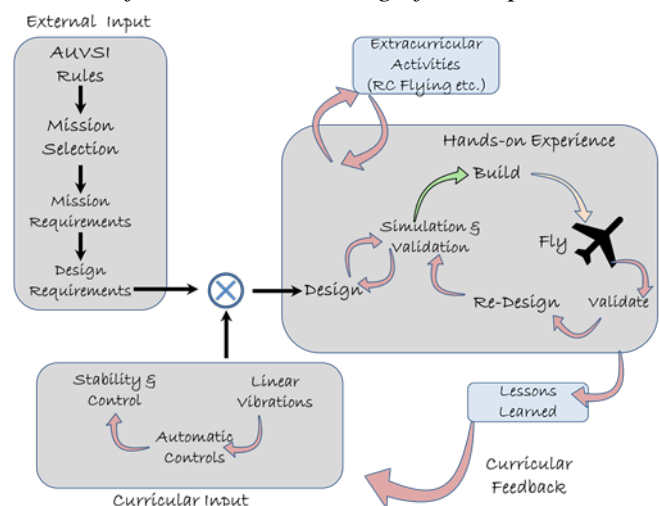 External Input
AUVSI
Rules
Mission
Selection
Mission
Requirements
Design
Requirements
Extracurricular
Activities
(RC Flying etc.)
Hands-on Experience
Build
Simulation &
Validation
Fly
Design
Re-Design
Validate
Stability &
Control
Linear
Vibrations
Automatic
Controls
Curricular Input
Lessons
Learned
Curricular
Feedback